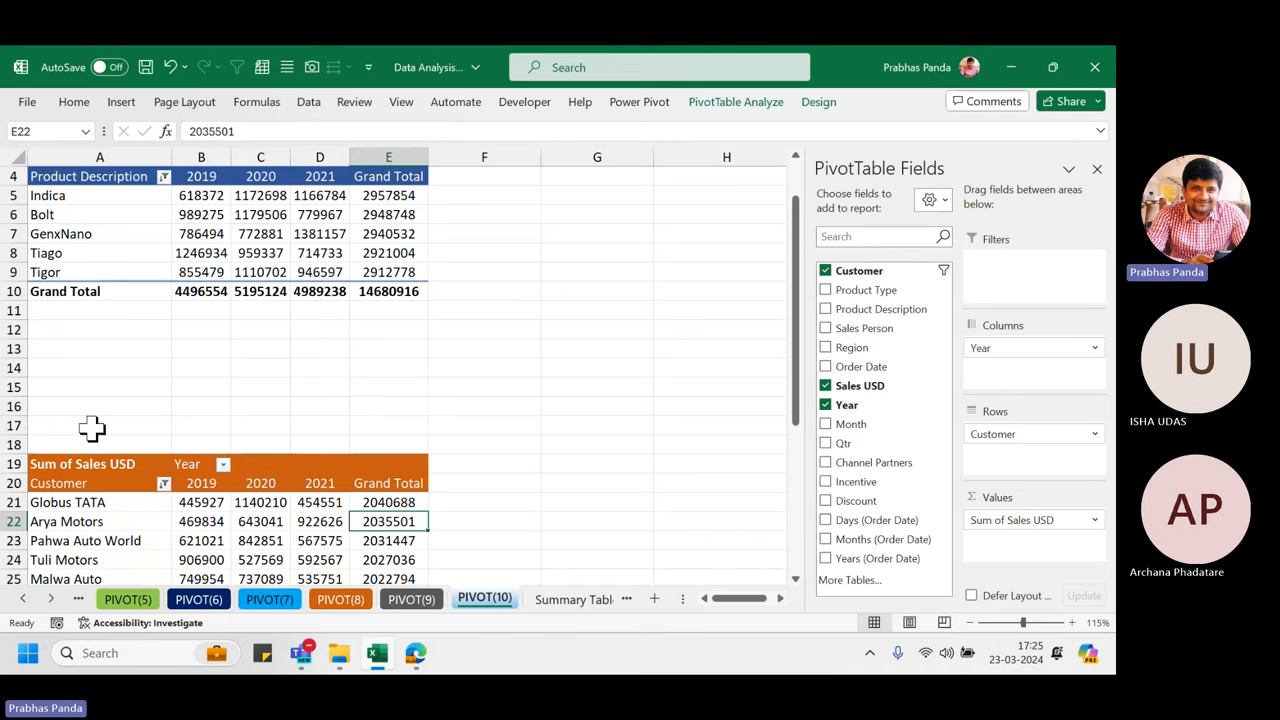 AutoSave Off Data Analysis... Search Prabhas Panda
File Home Insert Page Layout Formulas Data Review View Automate Developer Help Power Pivot PivotTable Analyze Design Comments Share
E22 fx 2035501
A B C D E F G H
4 Product Description 2019 2020 2021 Grand Total
5 Indica 618372 1172698 1166784 2957854
6 Bolt 989275 1179506 779967 2948748
7 GenxNano 786494 772881 1381157 2940532
8 Tiago 1246934 959337 714733 2921004
9 Tigor 855479 1110702 946597 2912778
10 Grand Total 4496554 5195124 4989238 14680916
11
12
13
14
15
16
17
18
19 Sum of Sales USD Year
20 Customer 2019 2020 2021 Grand Total
21 Globus TATA 445927 1140210 454551 2040688
22 Arya Motors 469834 643041 922626 2035501
23 Pahwa Auto World 621021 842851 567575 2031447
24 Tuli Motors 906900 527569 592567 2027036
25 Malwa Auto 749954 737089 535751 2022794
PIVOT(5) PIVOT(6) PIVOT(7) PIVOT(8) PIVOT(9) PIVOT(10) Summary Tabl
Ready Accessibility: Investigate 115%
PivotTable Fields
Choose fields to add to report:
Search
Customer
Product Type
Product Description
Sales Person
Region
Order Date
Sales USD
Year
Month
Qtr
Channel Partners
Incentive
Discount
Days (Order Date)
Months (Order Date)
Years (Order Date)
More Tables...
Drag fields between areas below:
Filters
Columns
Year
Rows
Customer
Values
Sum of Sales USD
Defer Layout ... Update
Search NEW 17:25
23-03-2024
PRE
Prabhas Panda
IU
ISHA UDAS
AP
Archana Phadatare
Prabhas Panda